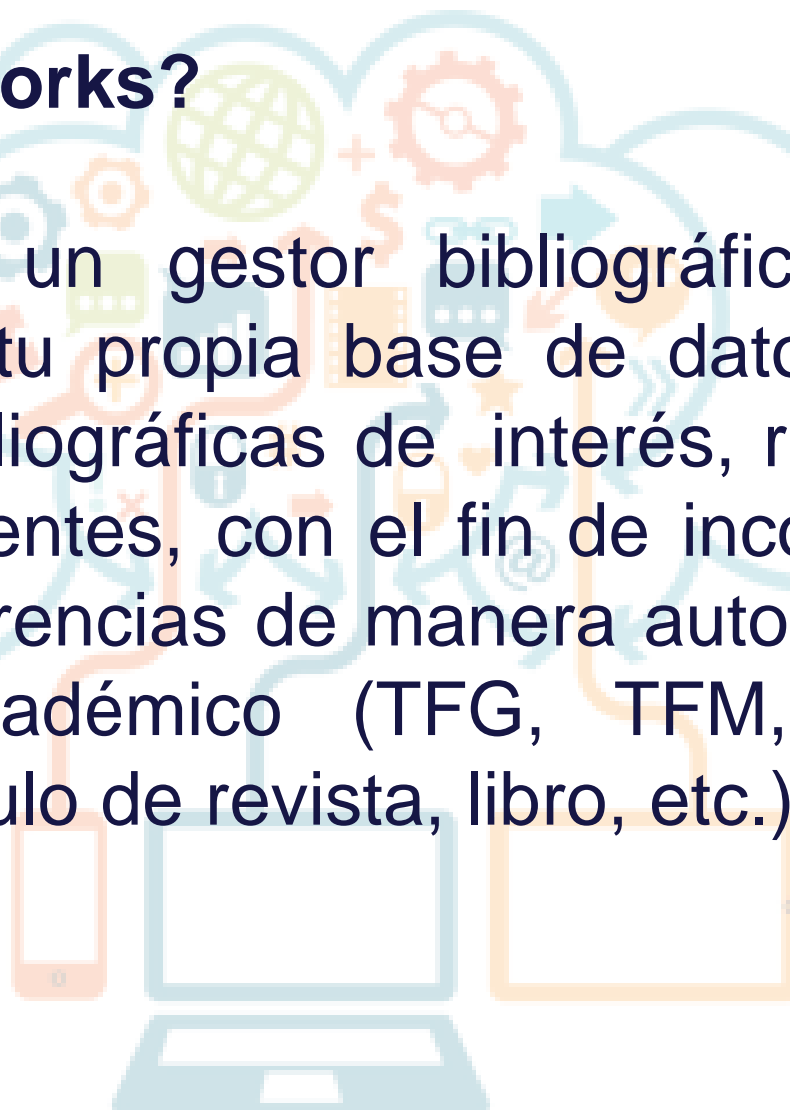 orks?
un gestor bibliográfic
tu propia base de dato
liográficas de interés, r
entes, con el fin de inco
rencias de manera auto
adémico (TFG, TFM,
ulo de revista, libro, etc.)